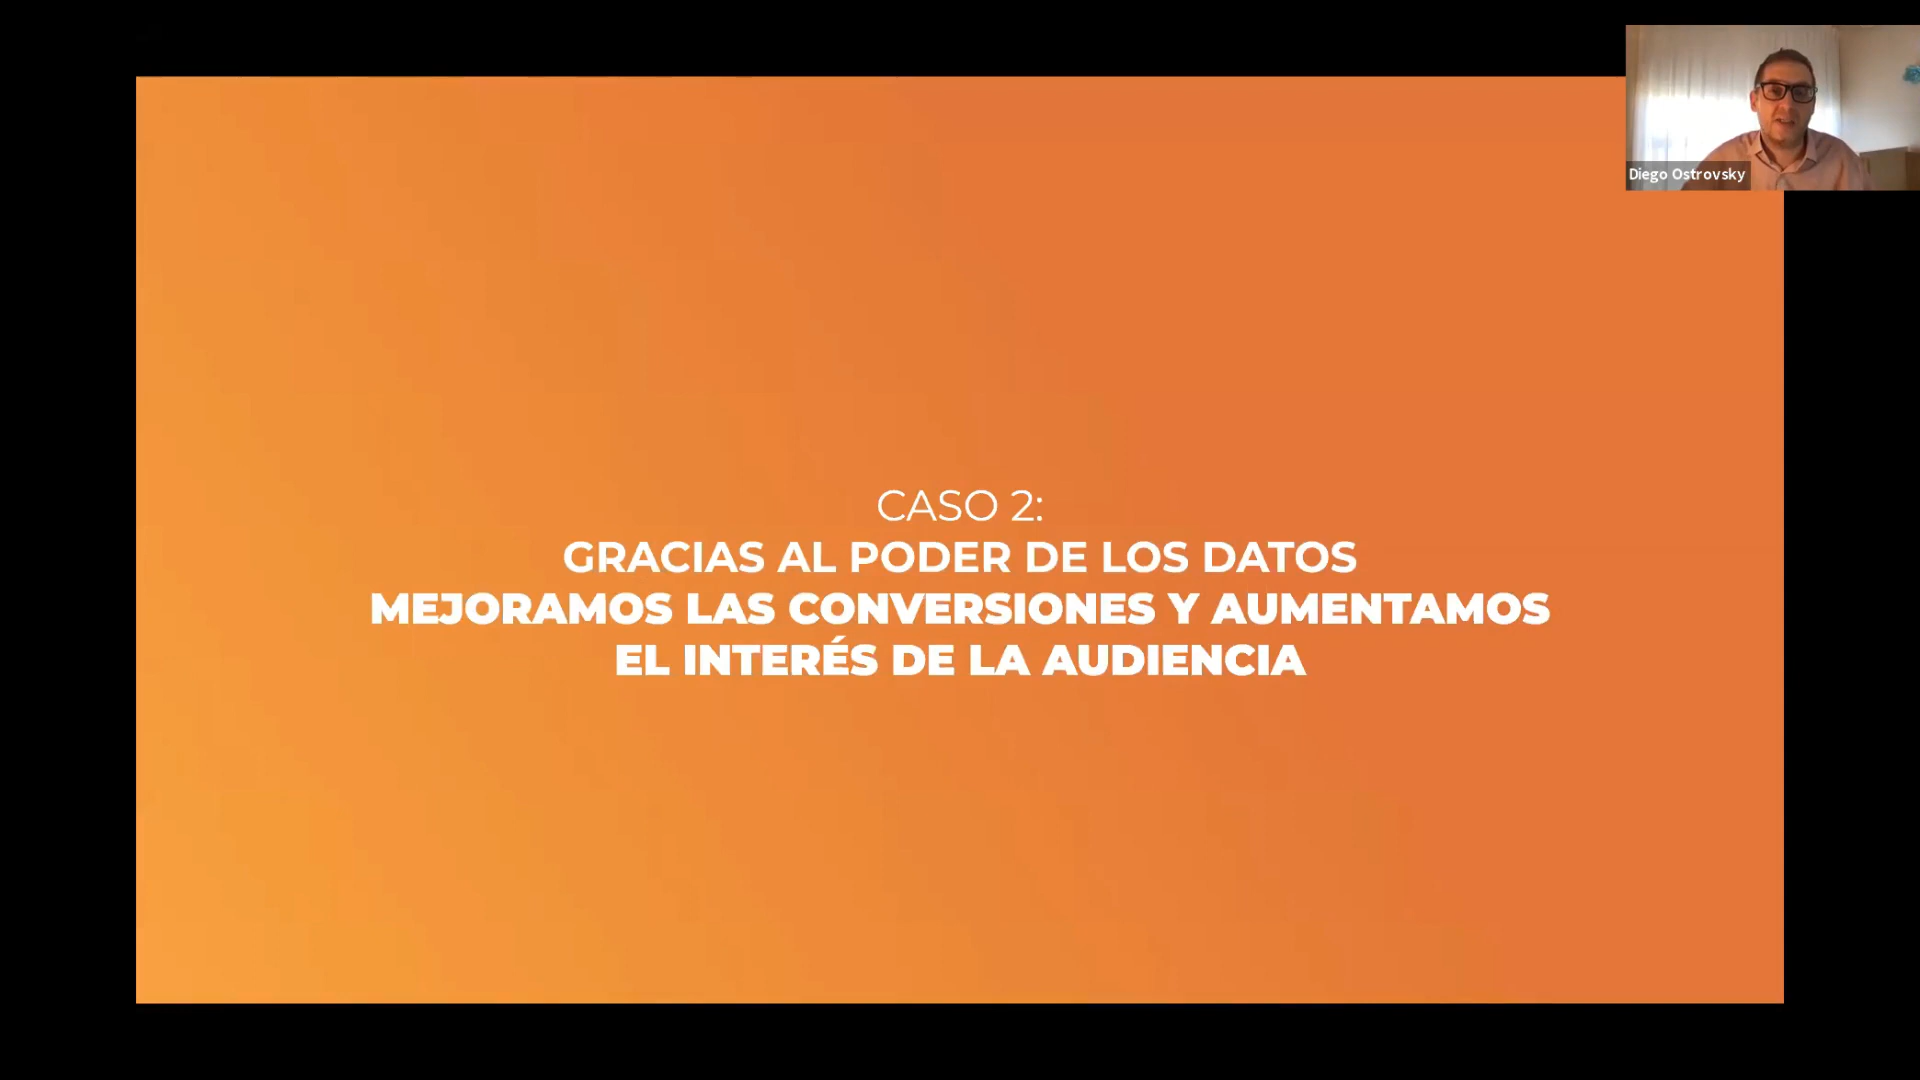 Diego Ostrovsky
CASO 2:
GRACIAS AL PODER DE LOS DATOS
MEJORAMOS LAS CONVERSIONES Y AUMENTAMOS
EL INTERÉS DE LA AUDIENCIA